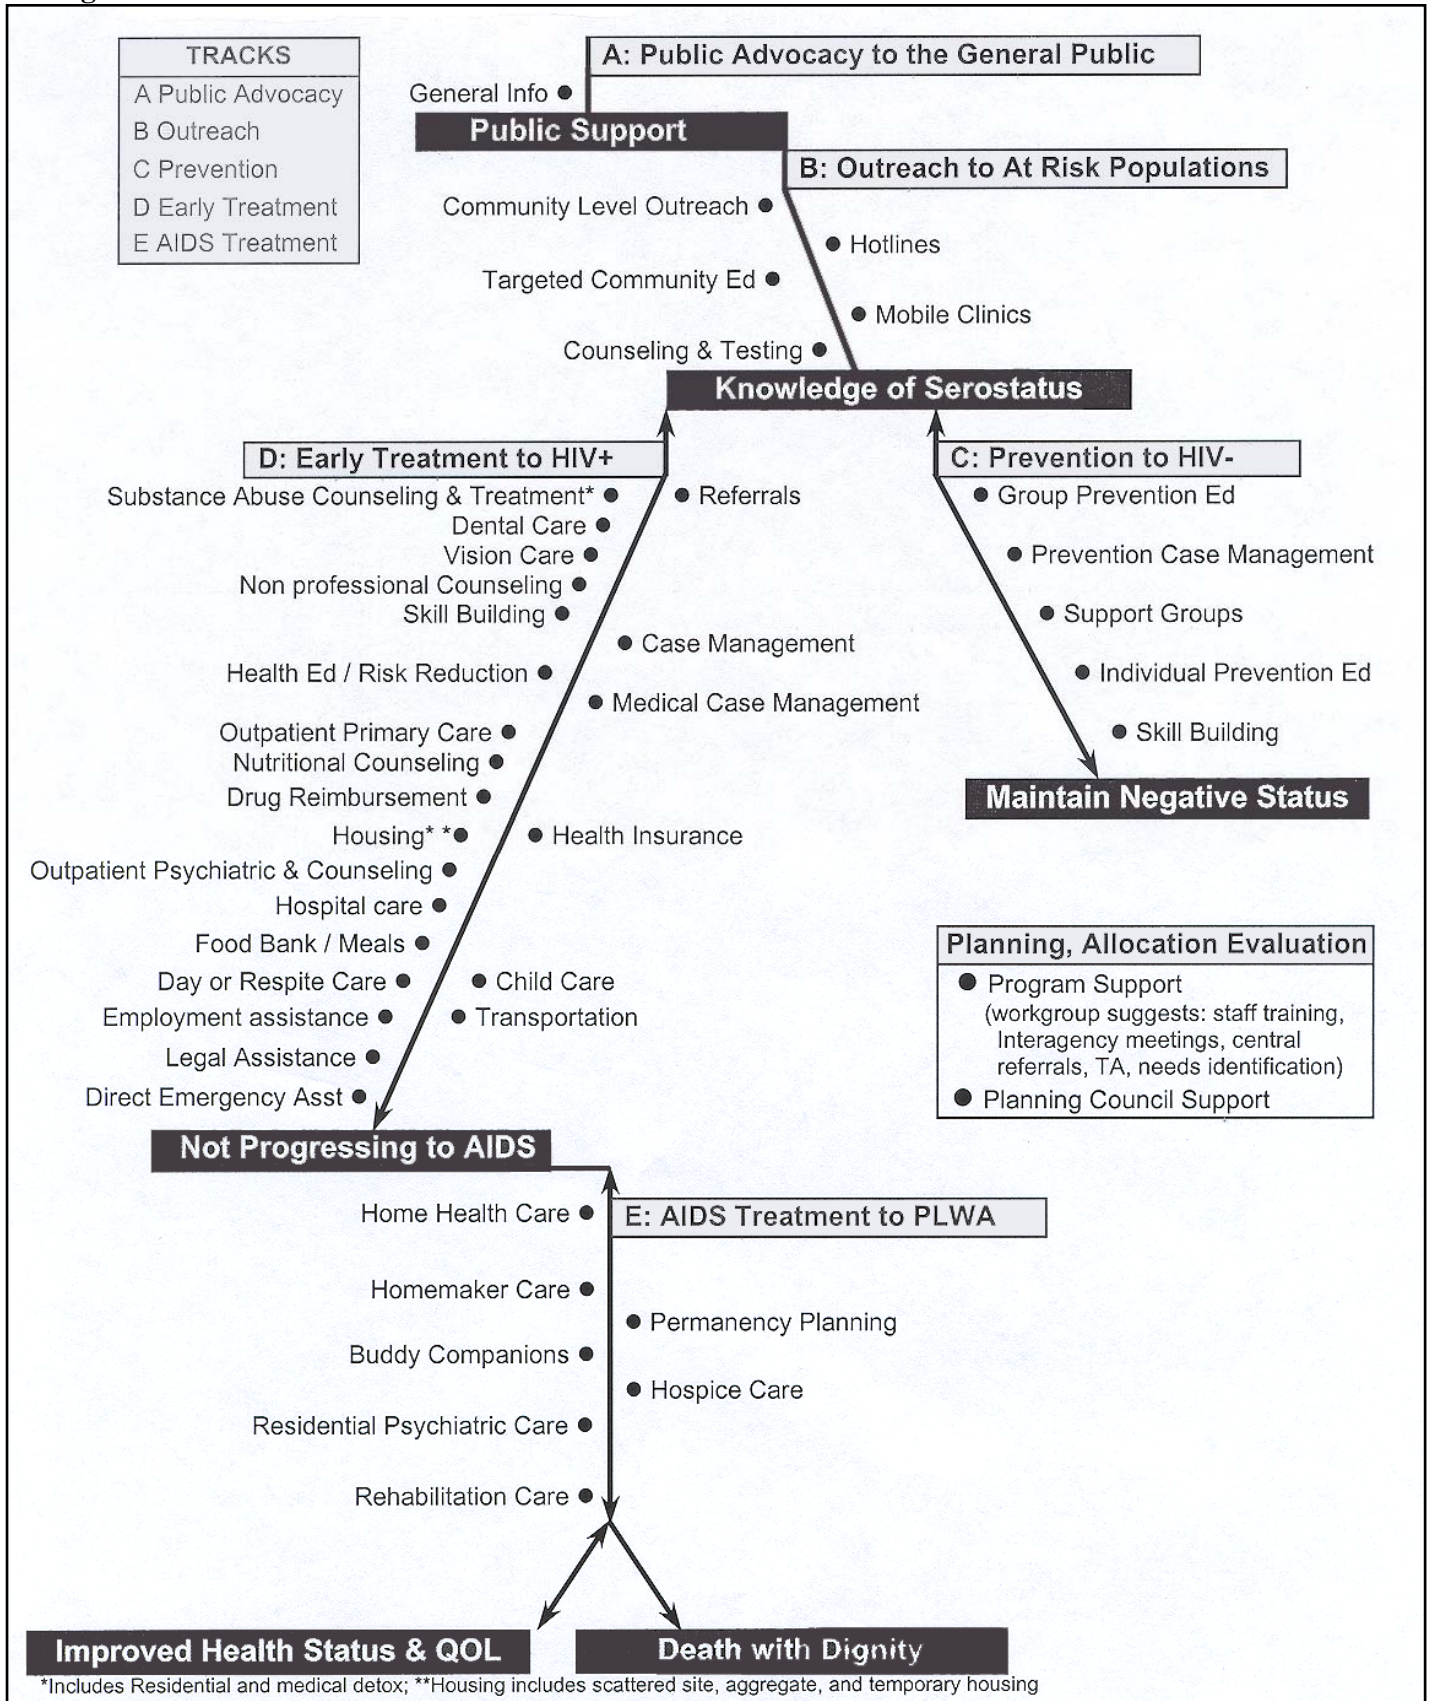 TRACKS
A Public Advocacy
B Outreach
C Prevention
D Early Treatment
E AIDS Treatment
A: Public Advocacy to the General Public
General Info
Public Support
B: Outreach to At Risk Populations
Community Level Outreach
Hotlines
Targeted Community Ed
Mobile Clinics
Counseling & Testing
Knowledge of Serostatus
D: Early Treatment to HIV+
Substance Abuse Counseling & Treatment*
Referrals
Dental Care
Vision Care
Non professional Counseling
Skill Building
Case Management
Health Ed / Risk Reduction
Medical Case Management
Outpatient Primary Care
Nutritional Counseling
Drug Reimbursement
Housing* *
Health Insurance
Outpatient Psychiatric & Counseling
Hospital care
Food Bank / Meals
Day or Respite Care
Child Care
Employment assistance
Transportation
Legal Assistance
Direct Emergency Asst
Not Progressing to AIDS
C: Prevention to HIV-
Group Prevention Ed
Prevention Case Management
Support Groups
Individual Prevention Ed
Skill Building
Maintain Negative Status
Planning, Allocation Evaluation
Program Support
(workgroup suggests: staff training,
Interagency meetings, central
referrals, TA, needs identification)
Planning Council Support
E: AIDS Treatment to PLWA
Home Health Care
Homemaker Care
Permanency Planning
Buddy Companions
Hospice Care
Residential Psychiatric Care
Rehabilitation Care
Improved Health Status & QOL
Death with Dignity
*Includes Residential and medical detox; **Housing includes scattered site, aggregate, and temporary housing